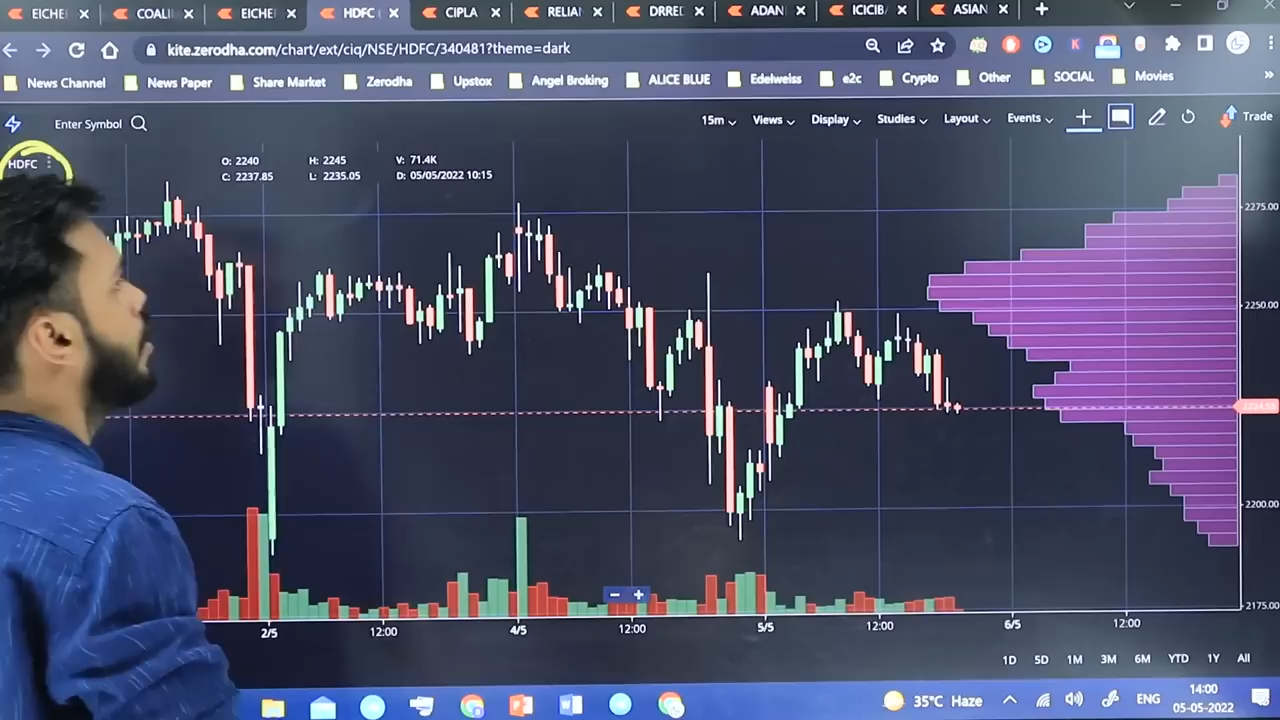 EICHE COALI EICHE HDFC ( CIPLA RELIAN DRRED ADAN ICICIBA ASIAN
kite.zerodha.com/chart/ext/ciq/NSE/HDFC/340481?theme=dark
News Channel News Paper Share Market Zerodha Upstox Angel Broking ALICE BLUE Edelweiss e2c Crypto Other SOCIAL Movies »
Enter Symbol 15m Views Display Studies Layout Events Trade
HDFC
O: 2240 H: 2245 V: 71.4K
C: 2237.85 L: 2235.05 D: 05/05/2022 10:15
2275.00
2250.00
2200.00
2175.00
2/5 12:00 4/5 12:00 5/5 12:00 6/5 12:00
1D 5D 1M 3M 6M YTD 1Y All
35°C Haze ENG 14:00
05-05-2022